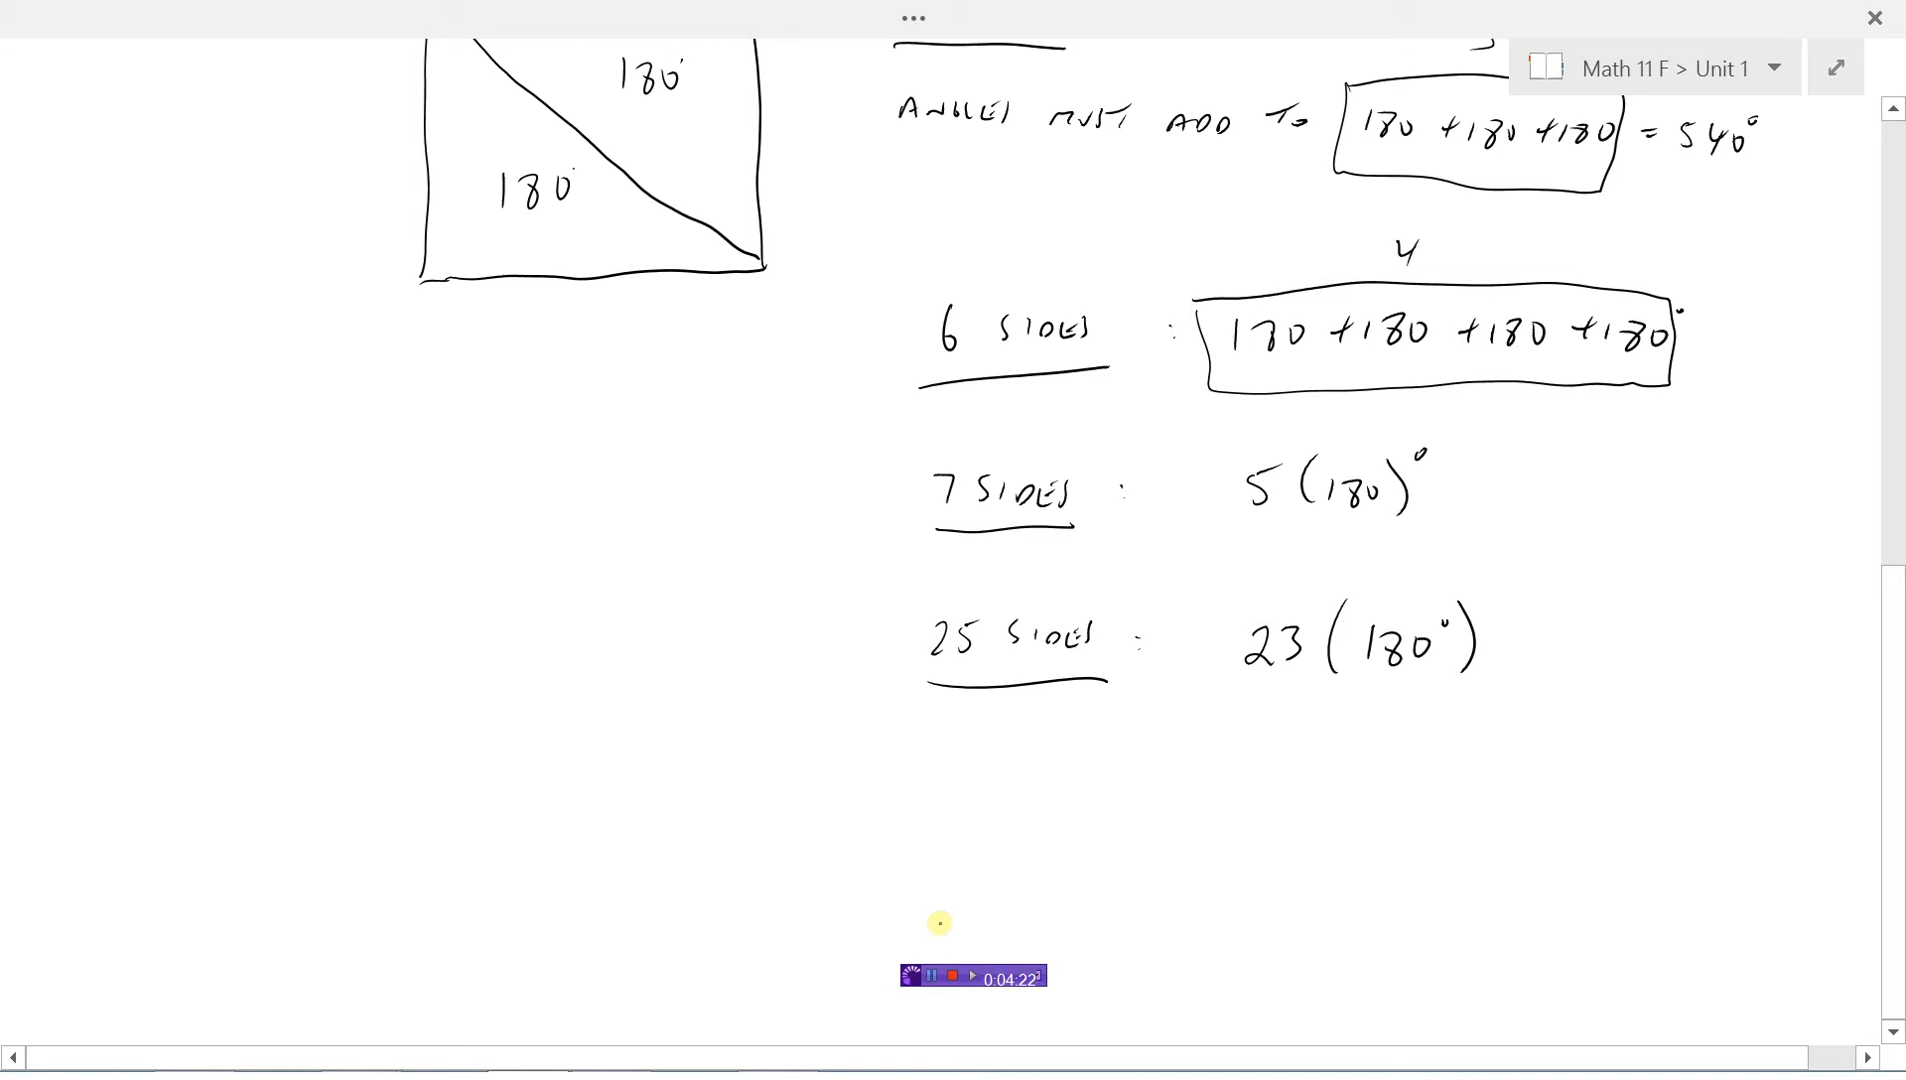 Math 11 F > Unit 1
180°
180°
ANGLES MUST ADD TO 180 + 180 + 180 = 540°
4
6 SIDES : 180 + 180 + 180 + 180°
7 SIDES : 5 (180)°
25 SIDES : 23 (180°)
0:04:22